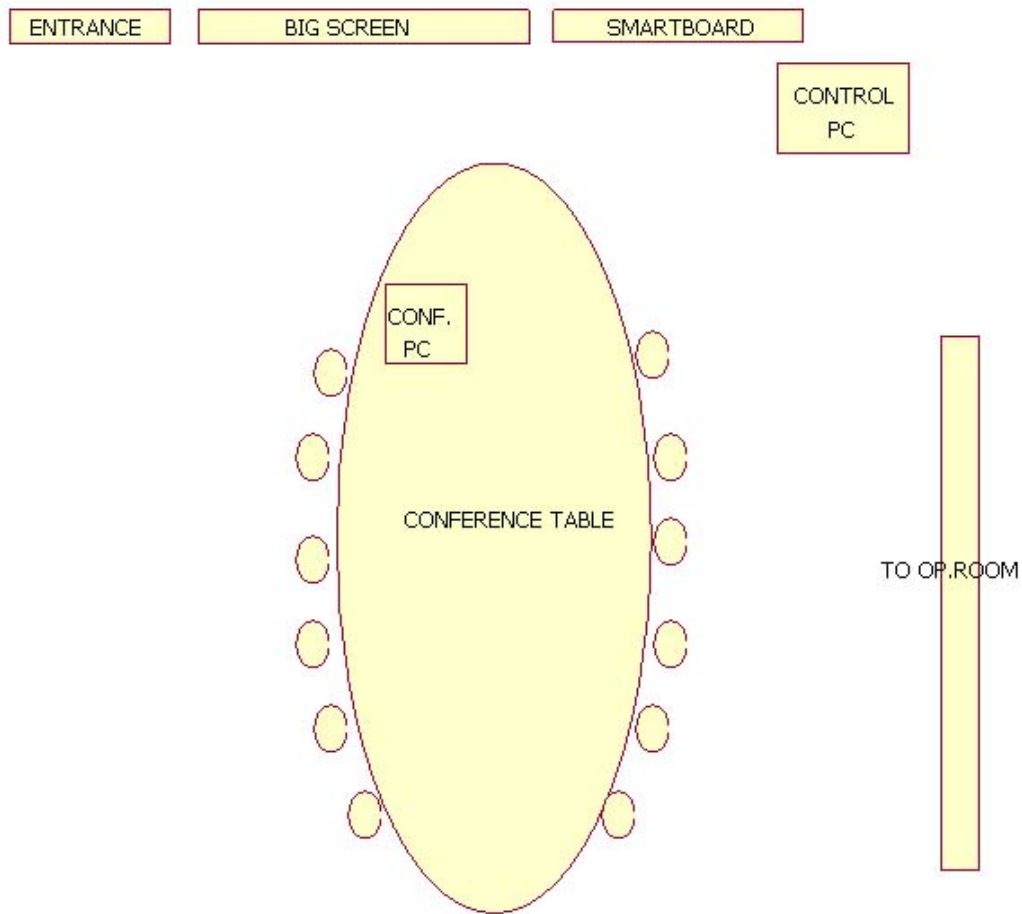 ENTRANCE
BIG SCREEN
SMARTBOARD
CONTROL
PC
CONF.
PC
CONFERENCE TABLE
TO OP.ROOM